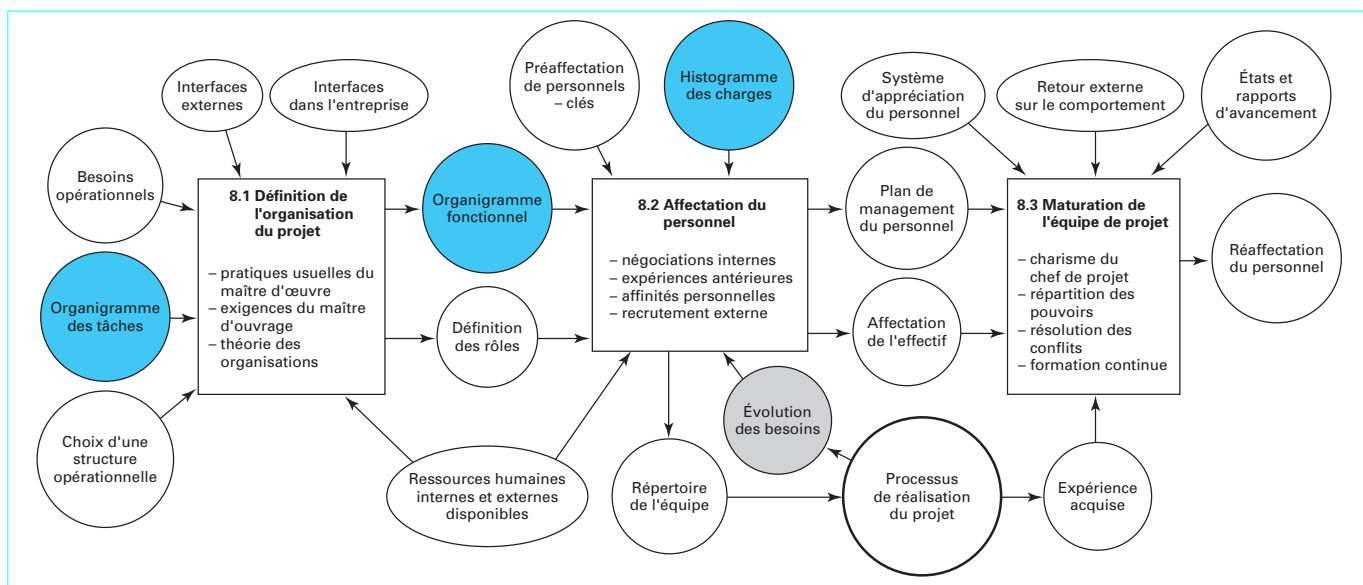 Interfaces
externes
Interfaces
dans l'entreprise
Préaffectation
de personnels
– clés
Histogramme
des charges
Système
d'appréciation
du personnel
Retour externe
sur le comportement
États et
rapports
d'avancement
Besoins
opérationnels
Organigramme
des tâches
Choix d'une
structure
opérationnelle
8.1 Définition de
l'organisation
du projet
– pratiques usuelles du
maître d'œuvre
– exigences du maître
d'ouvrage
– théorie des
organisations
Organigramme
fonctionnel
Définition
des rôles
Ressources humaines
internes et externes
disponibles
8.2 Affectation du
personnel
– négociations internes
– expériences antérieures
– affinités personnelles
– recrutement externe
Plan de
management
du personnel
Affectation
de l'effectif
Évolution
des besoins
Répertoire
de l'équipe
Processus
de réalisation
du projet
Expérience
acquise
8.3 Maturation de
l'équipe de projet
– charisme du
chef de projet
– répartition des
pouvoirs
– résolution des
conflits
– formation continue
Réaffectation
du personnel